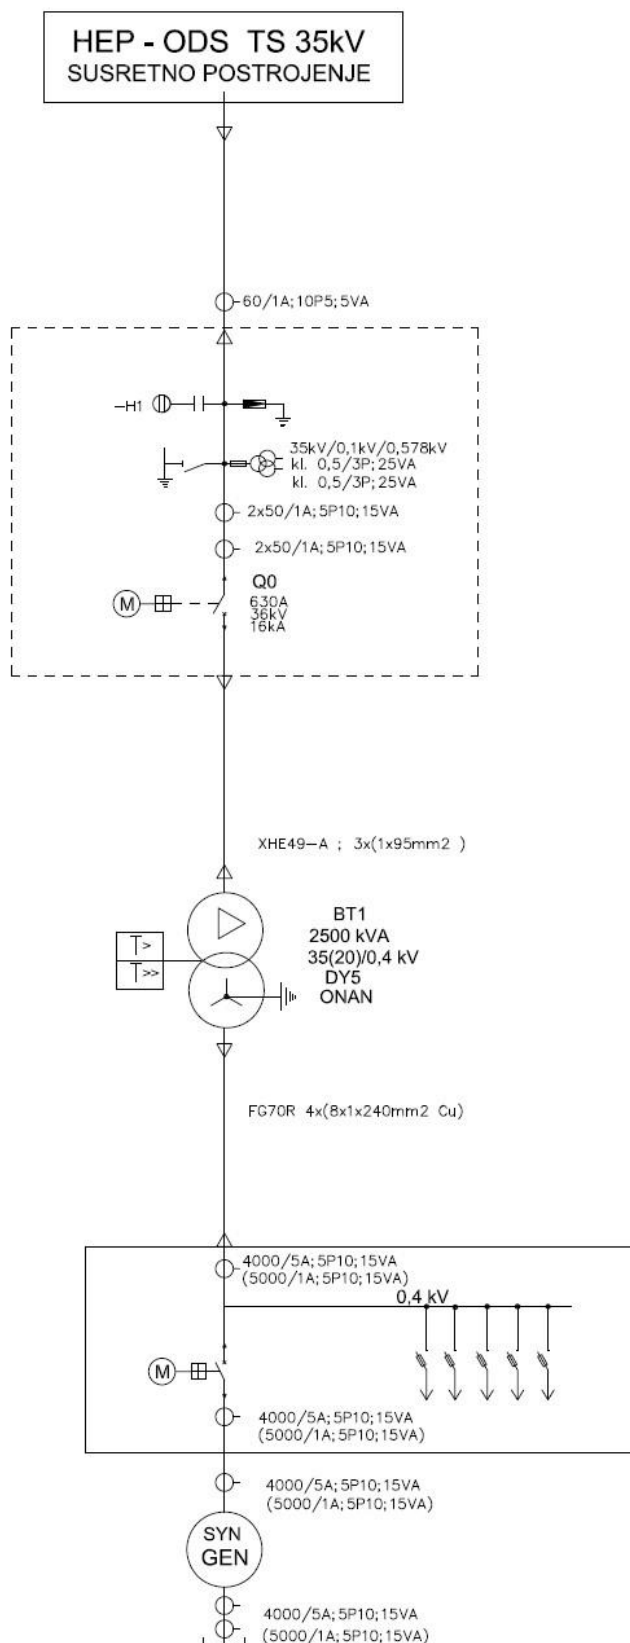 HEP - ODS TS 35kV
SUSRETNO POSTROJENJE
60/1A;10P5;5VA
-H1
35kV/0,1kV/0,578kV
kl. 0,5/3P;25VA
kl. 0,5/3P;25VA
2x50/1A;5P10;15VA
2x50/1A;5P10;15VA
Q0
M
630A
36kV
16kA
XHE49-A ; 3x(1x95mm2 )
BT1
2500 kVA
T>
35(20)/0,4 kV
T>>
DY5
ONAN
FG70R 4x(8x1x240mm2 Cu)
4000/5A;5P10;15VA
(5000/1A;5P10;15VA)
0,4 kV
M
4000/5A;5P10;15VA
(5000/1A;5P10;15VA)
4000/5A;5P10;15VA
(5000/1A;5P10;15VA)
SYN
GEN
4000/5A;5P10;15VA
(5000/1A;5P10;15VA)